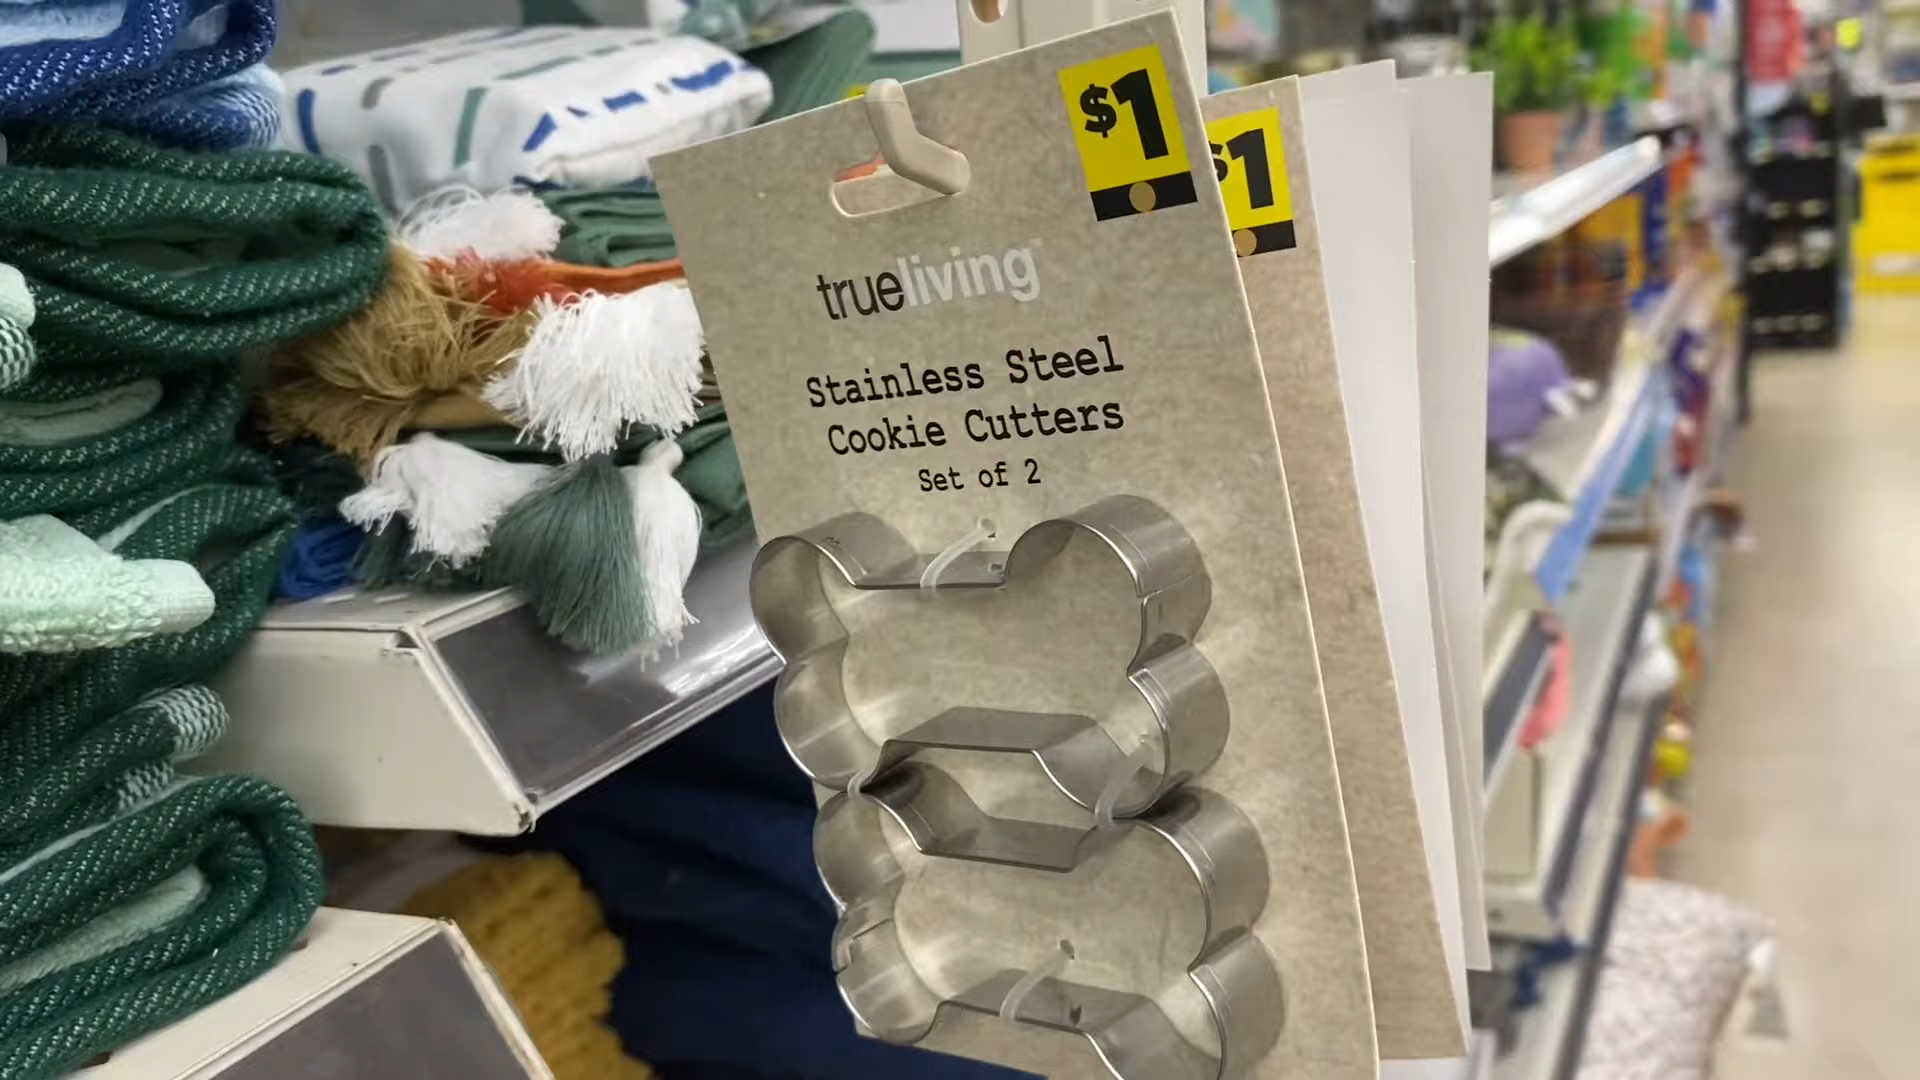 $1
$1
trueliving
Stainless Steel
Cookie Cutters
Set of 2